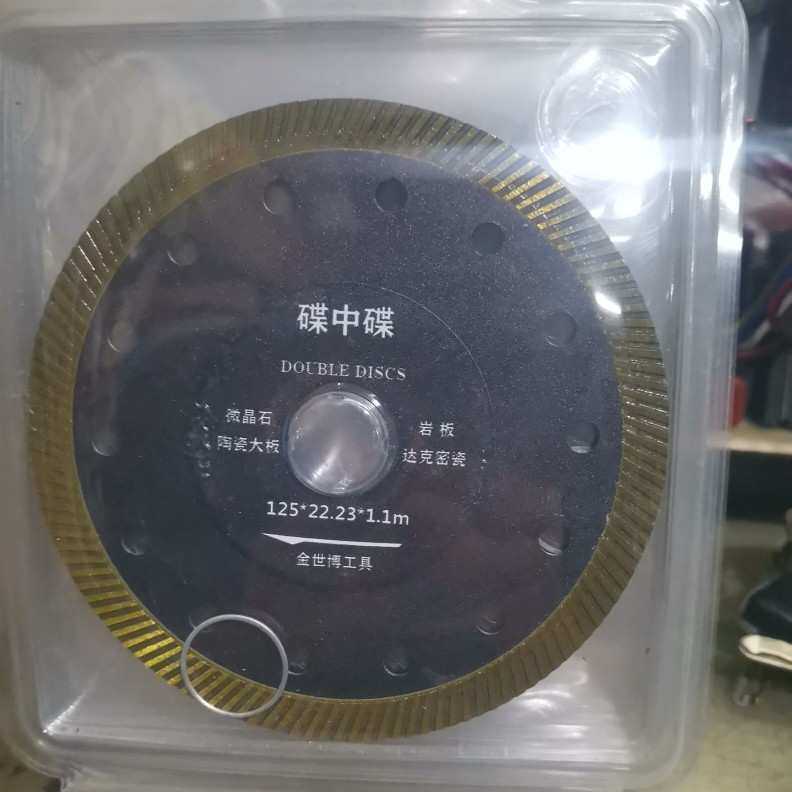 碟中碟
DOUBLE DISCS
微晶石 岩板
陶瓷大板 达克密瓷
125*22.23*1.1m
金世博工具